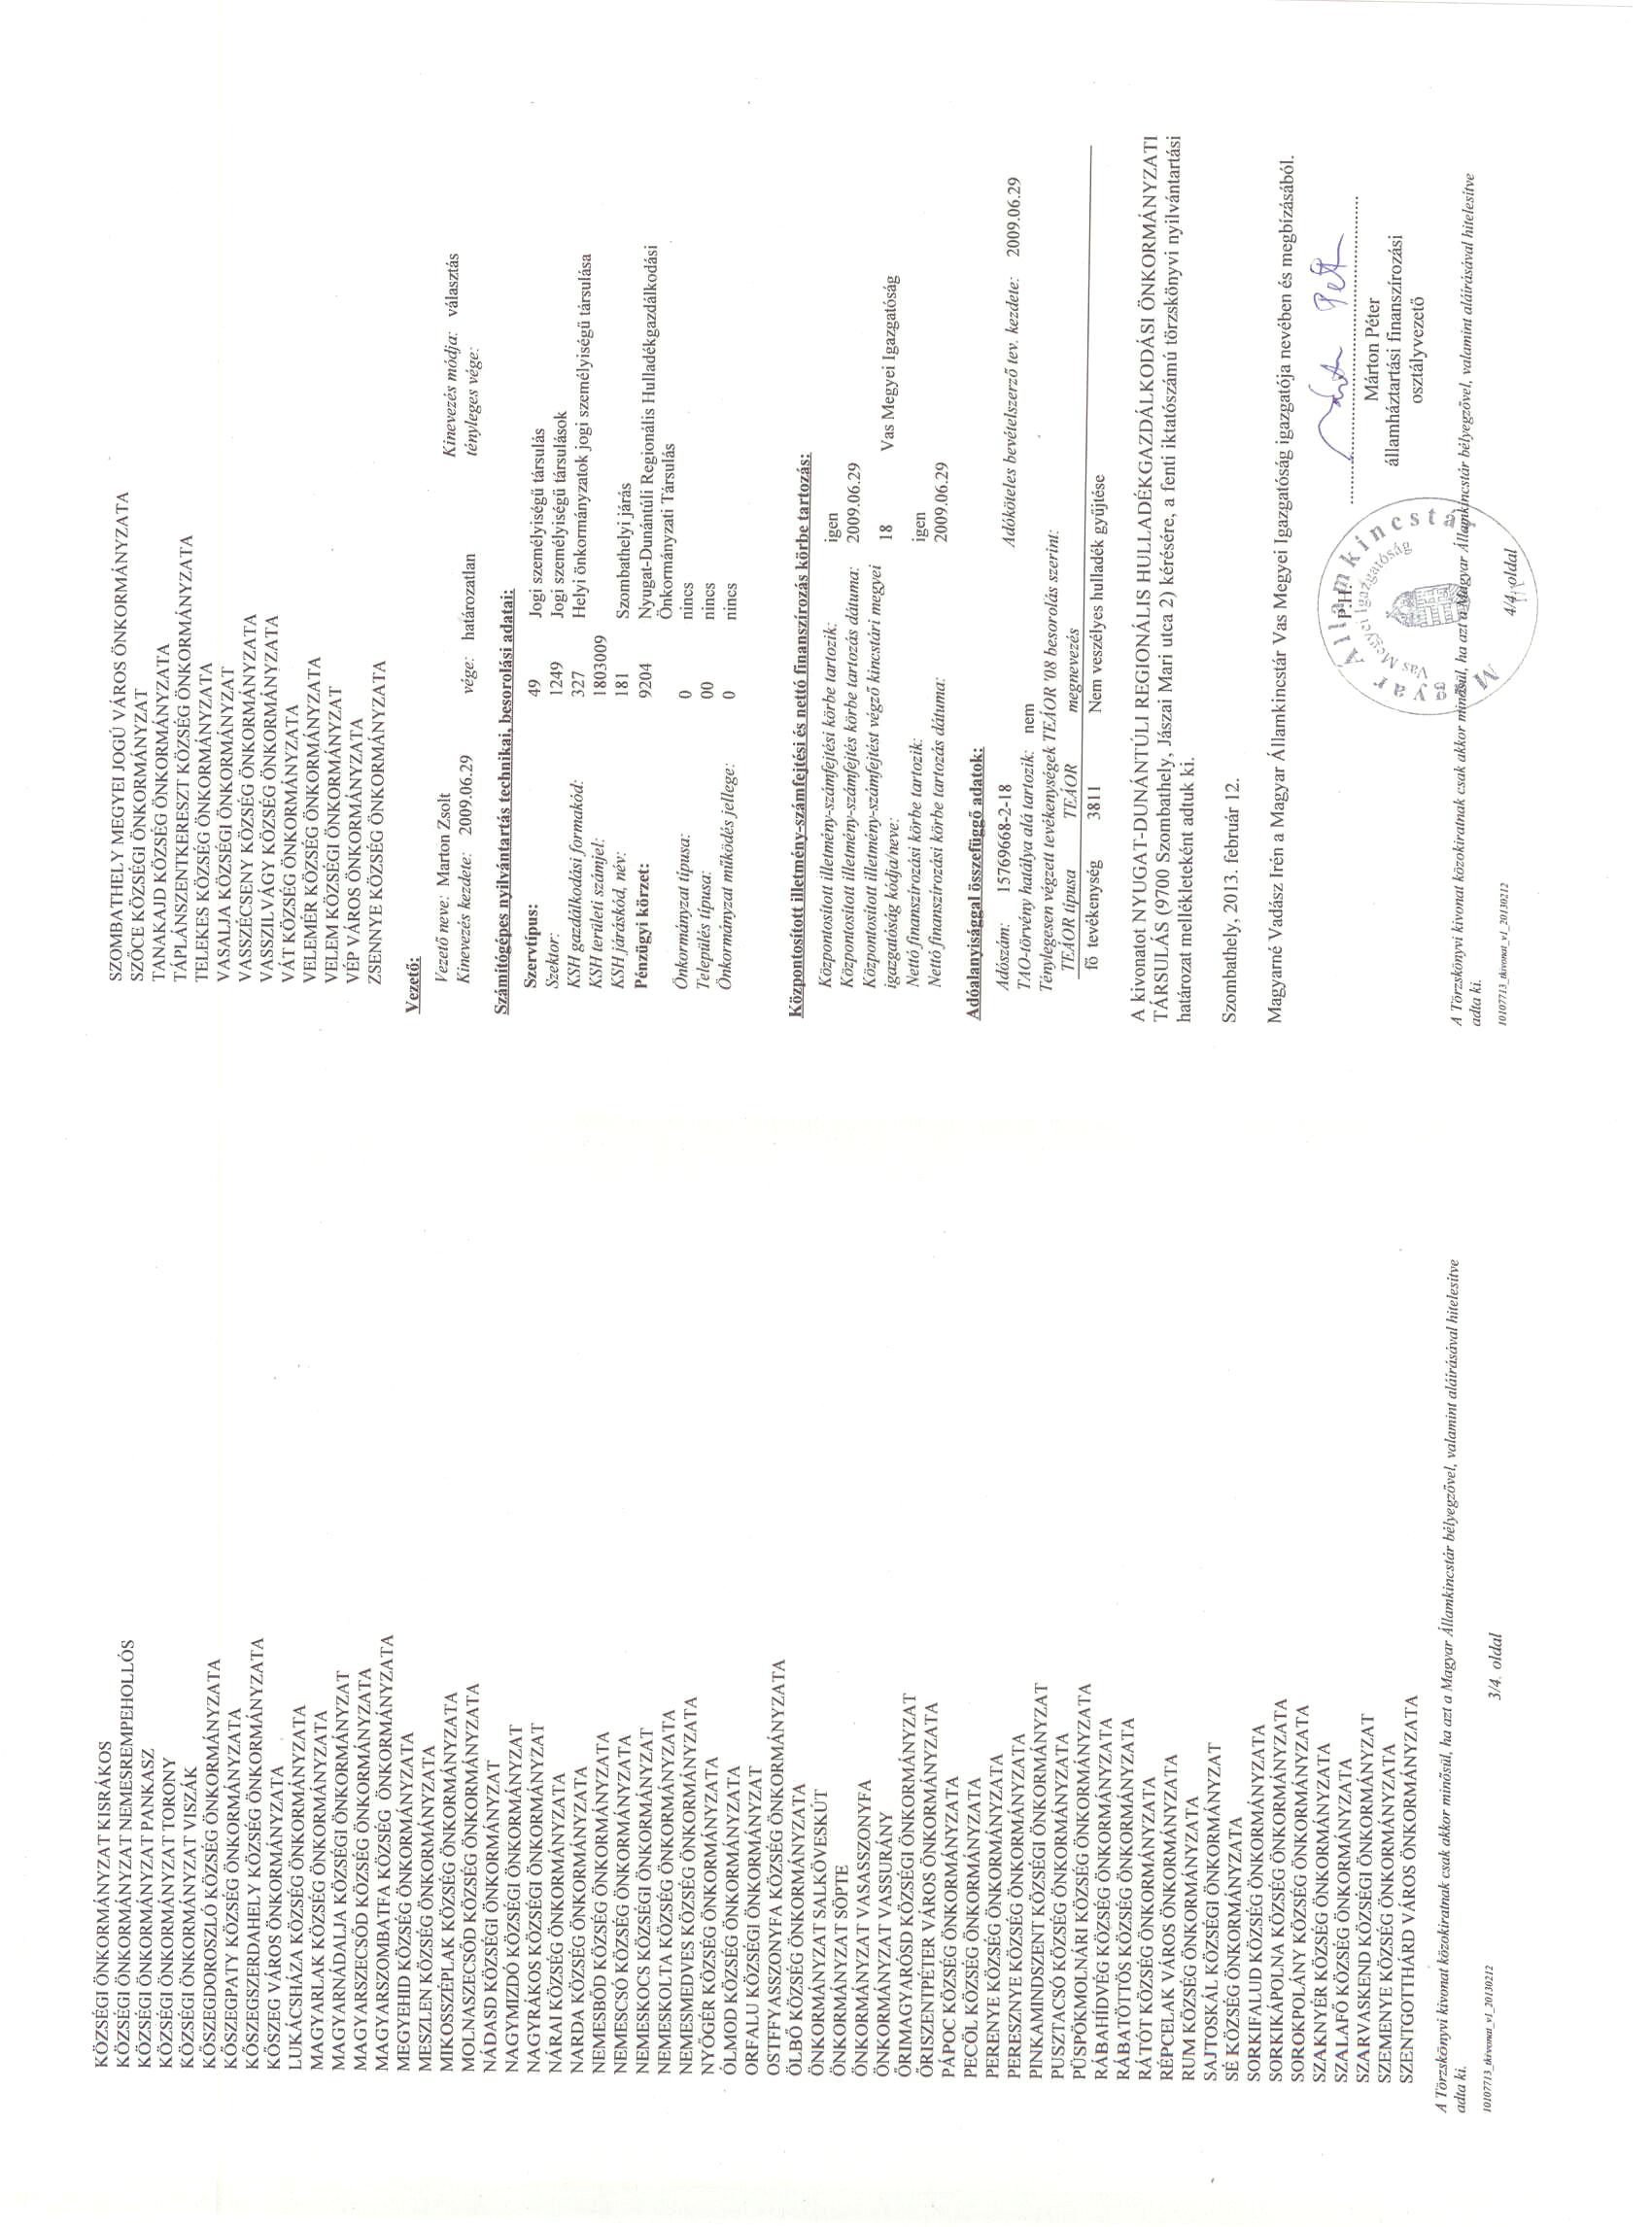 KÖZSÉGI ÖNKORMÁNYZAT KISRÁKOS
KÖZSÉGI ÖNKORMÁNYZAT NEMESREMPEHOLLÓS
KÖZSÉGI ÖNKORMÁNYZAT PANKASZ
KÖZSÉGI ÖNKORMÁNYZAT TORONY
KÖZSÉGI ÖNKORMÁNYZAT VISZÁK
KŐSZEGDOROSZLÓ KÖZSÉG ÖNKORMÁNYZATA
KŐSZEGPATY KÖZSÉG ÖNKORMÁNYZATA
KŐSZEGSZERDAHELY KÖZSÉG ÖNKORMÁNYZATA
KŐSZEG VÁROS ÖNKORMÁNYZATA
LUKÁCSHÁZA KÖZSÉG ÖNKORMÁNYZATA
MAGYARLAK KÖZSÉG ÖNKORMÁNYZATA
MAGYARNÁDALJA KÖZSÉGI ÖNKORMÁNYZAT
MAGYARSZECSŐD KÖZSÉG ÖNKORMÁNYZATA
MAGYARSZOMBATFA KÖZSÉG ÖNKORMÁNYZATA
MEGYEHID KÖZSÉG ÖNKORMÁNYZATA
MESZLEN KÖZSÉG ÖNKORMÁNYZATA
MIKOSSZÉPLAK KÖZSÉG ÖNKORMÁNYZATA
MOLNASZECSŐD KÖZSÉG ÖNKORMÁNYZATA
NÁDASD KÖZSÉGI ÖNKORMÁNYZAT
NAGYMIZDÓ KÖZSÉGI ÖNKORMÁNYZAT
NAGYRÁKOS KÖZSÉGI ÖNKORMÁNYZAT
NÁRAI KÖZSÉG ÖNKORMÁNYZATA
NARDA KÖZSÉG ÖNKORMÁNYZATA
NEMESBŐD KÖZSÉG ÖNKORMÁNYZATA
NEMESCSÓ KÖZSÉG ÖNKORMÁNYZATA
NEMESKOCS KÖZSÉGI ÖNKORMÁNYZAT
NEMESKOLTA KÖZSÉG ÖNKORMÁNYZATA
NEMESMEDVES KÖZSÉG ÖNKORMÁNYZATA
NYŐGÉR KÖZSÉG ÖNKORMÁNYZATA
ÓLMOD KÖZSÉG ÖNKORMÁNYZATA
ORFALU KÖZSÉGI ÖNKORMÁNYZAT
OSTFFYASSZONYFA KÖZSÉG ÖNKORMÁNYZATA
ÖLBŐ KÖZSÉG ÖNKORMÁNYZATA
ÖNKORMÁNYZAT SALKÖVESKÚT
ÖNKORMÁNYZAT SÖPTE
ÖNKORMÁNYZAT VASASSZONYFA
ÖNKORMÁNYZAT VASSURÁNY
ŐRIMAGYARÓSD KÖZSÉGI ÖNKORMÁNYZAT
ŐRISZENTPÉTER VÁROS ÖNKORMÁNYZATA
PÁPOC KÖZSÉG ÖNKORMÁNYZATA
PECÖL KÖZSÉG ÖNKORMÁNYZATA
PERENYE KÖZSÉG ÖNKORMÁNYZATA
PERESZNYE KÖZSÉG ÖNKORMÁNYZATA
PINKAMINDSZENT KÖZSÉGI ÖNKORMÁNYZAT
PUSZTACSÓ KÖZSÉG ÖNKORMÁNYZATA
PÜSPÖKMOLNÁRI KÖZSÉG ÖNKORMÁNYZATA
RÁBAHÍDVÉG KÖZSÉG ÖNKORMÁNYZATA
RÁBATÖTTÖS KÖZSÉG ÖNKORMÁNYZATA
RÁTÓT KÖZSÉG ÖNKORMÁNYZATA
RÉPCELAK VÁROS ÖNKORMÁNYZATA
RUM KÖZSÉG ÖNKORMÁNYZATA
SAJTOSKÁL KÖZSÉGI ÖNKORMÁNYZAT
SÉ KÖZSÉG ÖNKORMÁNYZATA
SORKIFALUD KÖZSÉG ÖNKORMÁNYZATA
SORKIKÁPOLNA KÖZSÉG ÖNKORMÁNYZATA
SOROKPOLÁNY KÖZSÉG ÖNKORMÁNYZATA
SZAKNYÉR KÖZSÉG ÖNKORMÁNYZATA
SZALAFŐ KÖZSÉG ÖNKORMÁNYZATA
SZARVASKEND KÖZSÉGI ÖNKORMÁNYZAT
SZEMENYE KÖZSÉG ÖNKORMÁNYZATA
SZENTGOTTHÁRD VÁROS ÖNKORMÁNYZATA
A Törzskönyvi kivonat közokiratnak csak akkor minősül, ha azt a Magyar Államkincstár bélyegzővel, valamint aláírásával hitelesítve
adta ki.
10107713_tkivonat_v1_20130212 3/4. oldal
SZOMBATHELY MEGYEI JOGÚ VÁROS ÖNKORMÁNYZATA
SZŐCE KÖZSÉGI ÖNKORMÁNYZAT
TANAKAJD KÖZSÉG ÖNKORMÁNYZATA
TÁPLÁNSZENTKERESZT KÖZSÉG ÖNKORMÁNYZATA
TELEKES KÖZSÉG ÖNKORMÁNYZATA
VASALJA KÖZSÉGI ÖNKORMÁNYZAT
VASSZÉCSENY KÖZSÉG ÖNKORMÁNYZATA
VASSZILVÁGY KÖZSÉG ÖNKORMÁNYZATA
VÁT KÖZSÉG ÖNKORMÁNYZATA
VELEMÉR KÖZSÉG ÖNKORMÁNYZATA
VELEM KÖZSÉGI ÖNKORMÁNYZAT
VÉP VÁROS ÖNKORMÁNYZATA
ZSENNYE KÖZSÉG ÖNKORMÁNYZATA
Vezető:
Vezető neve: Marton Zsolt Kinevezés módja: választás
Kinevezés kezdete: 2009.06.29 vége: határozatlan tényleges vége:
Számítógépes nyilvántartás technikai, besorolási adatai:
Szervtípus: 49 Jogi személyiségű társulás
Szektor: 1249 Jogi személyiségű társulások
KSH gazdálkodási formakód: 327 Helyi önkormányzatok jogi személyiségű társulása
KSH területi számjel: 1803009
KSH járáskód, név: 181 Szombathelyi járás
Pénzügyi körzet: 9204 Nyugat-Dunántúli Regionális Hulladékgazdálkodási
Önkormányzati Társulás
Önkormányzat típusa: 0 nincs
Település típusa: 00 nincs
Önkormányzat működés jellege: 0 nincs
Központosított illetmény-számfejtési és nettó finanszírozás körbe tartozás:
Központosított illetmény-számfejtési körbe tartozik: igen
Központosított illetmény-számfejtés körbe tartozás dátuma: 2009.06.29
Központosított illetmény-számfejtést végző kincstári megyei 18 Vas Megyei Igazgatóság
igazgatóság kódja/neve:
Nettó finanszírozási körbe tartozik: igen
Nettó finanszírozási körbe tartozás dátuma: 2009.06.29
Adóalanyisággal összefüggő adatok:
Adószám: 15769668-2-18 Adóköteles bevételszerző tev. kezdete: 2009.06.29
TAO-törvény hatálya alá tartozik: nem
Ténylegesen végzett tevékenységek TEÁOR '08 besorolás szerint:
TEÁOR típusa TEÁOR megnevezés
fő tevékenység 3811 Nem veszélyes hulladék gyűjtése
A kivonatot NYUGAT-DUNÁNTÚLI REGIONÁLIS HULLADÉKGAZDÁLKODÁSI ÖNKORMÁNYZATI
TÁRSULÁS (9700 Szombathely, Jászai Mari utca 2) kérésére, a fenti iktatószámú törzskönyvi nyilvántartási
határozat mellékleteként adtuk ki.
Szombathely, 2013. február 12.
Magyarné Vadász Irén a Magyar Államkincstár Vas Megyei Igazgatóság igazgatója nevében és megbízásából.
P.H.
Magyar Államkincstár
Vas Megyei Igazgatóság
Márton Péter
államháztartási finanszírozási
osztályvezető
A Törzskönyvi kivonat közokiratnak csak akkor minősül, ha azt a Magyar Államkincstár bélyegzővel, valamint aláírásával hitelesítve
adta ki.
10107713_tkivonat_v1_20130212 4/4. oldal